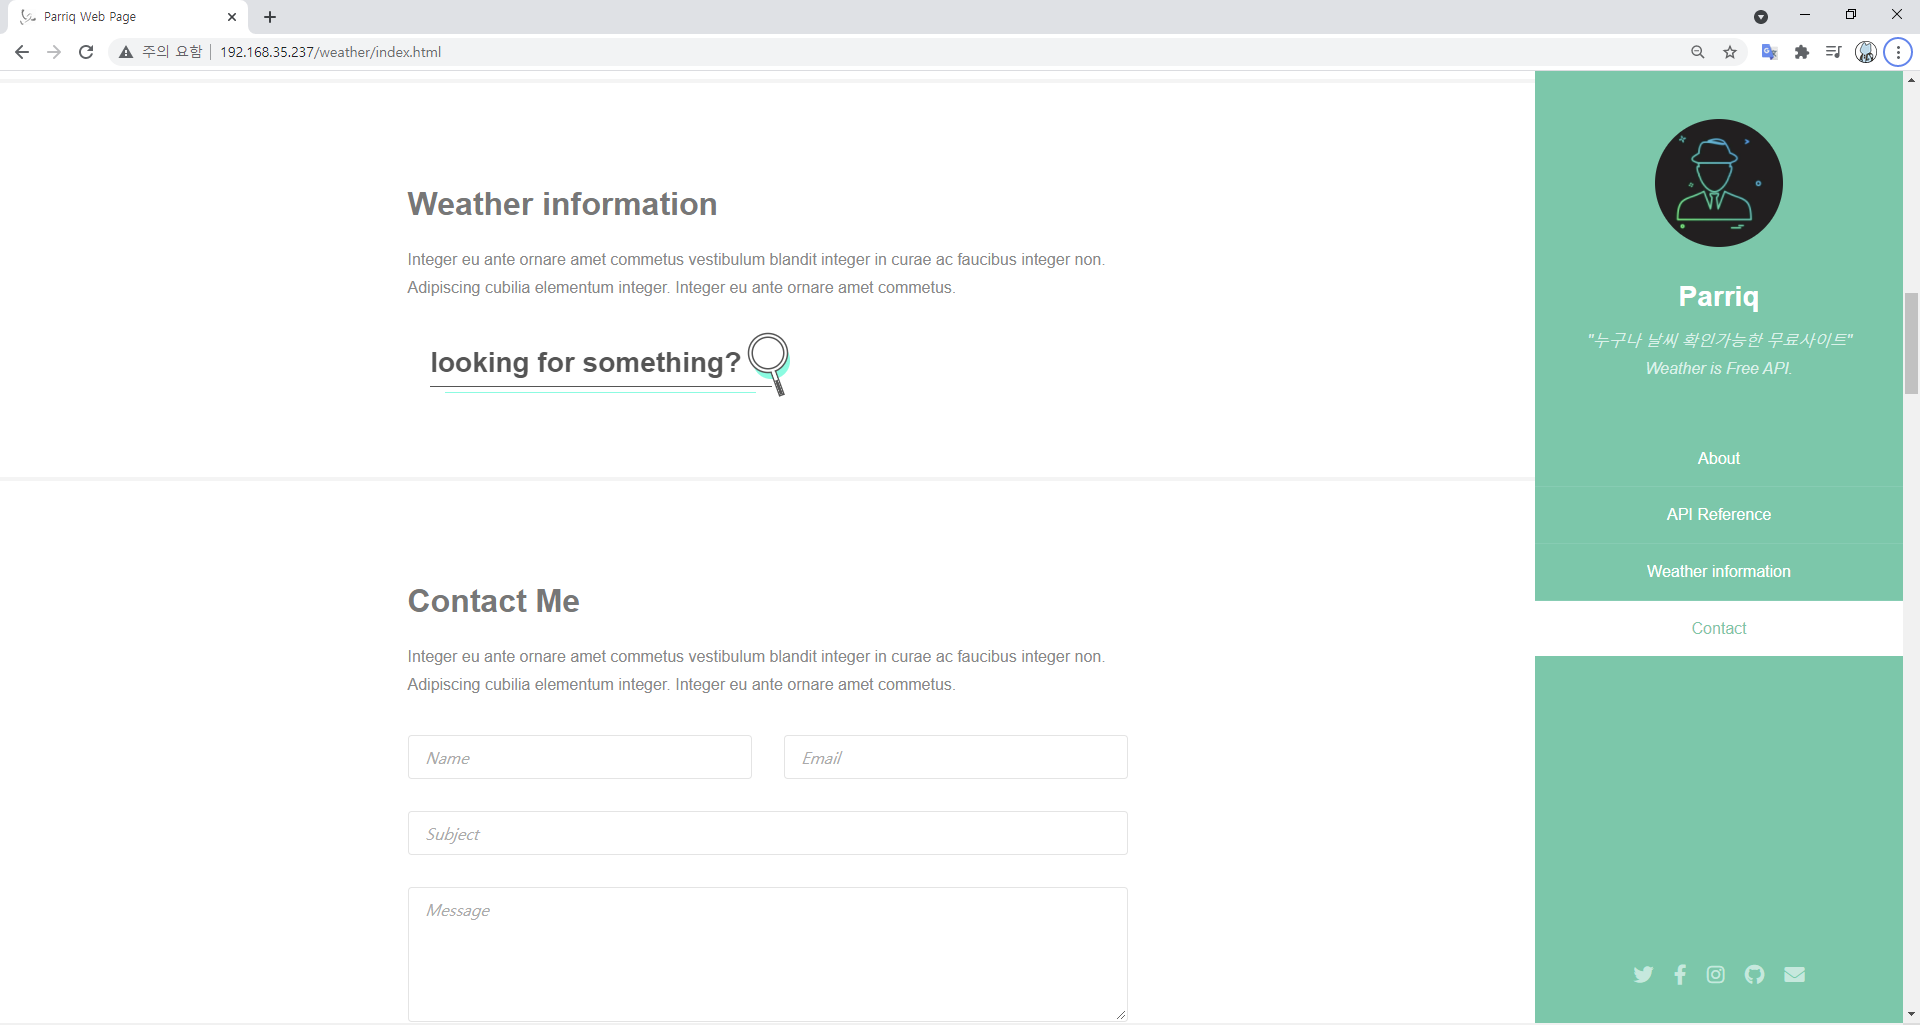 Parriq Web Page
주의 요함 192.168.35.237/weather/index.html
Weather information
Integer eu ante ornare amet commetus vestibulum blandit integer in curae ac faucibus integer non.
Adipiscing cubilia elementum integer. Integer eu ante ornare amet commetus.
looking for something?
Contact Me
Integer eu ante ornare amet commetus vestibulum blandit integer in curae ac faucibus integer non.
Adipiscing cubilia elementum integer. Integer eu ante ornare amet commetus.
Name
Email
Subject
Message
Parriq
"누구나 날씨 확인가능한 무료사이트"
Weather is Free API.
About
API Reference
Weather information
Contact